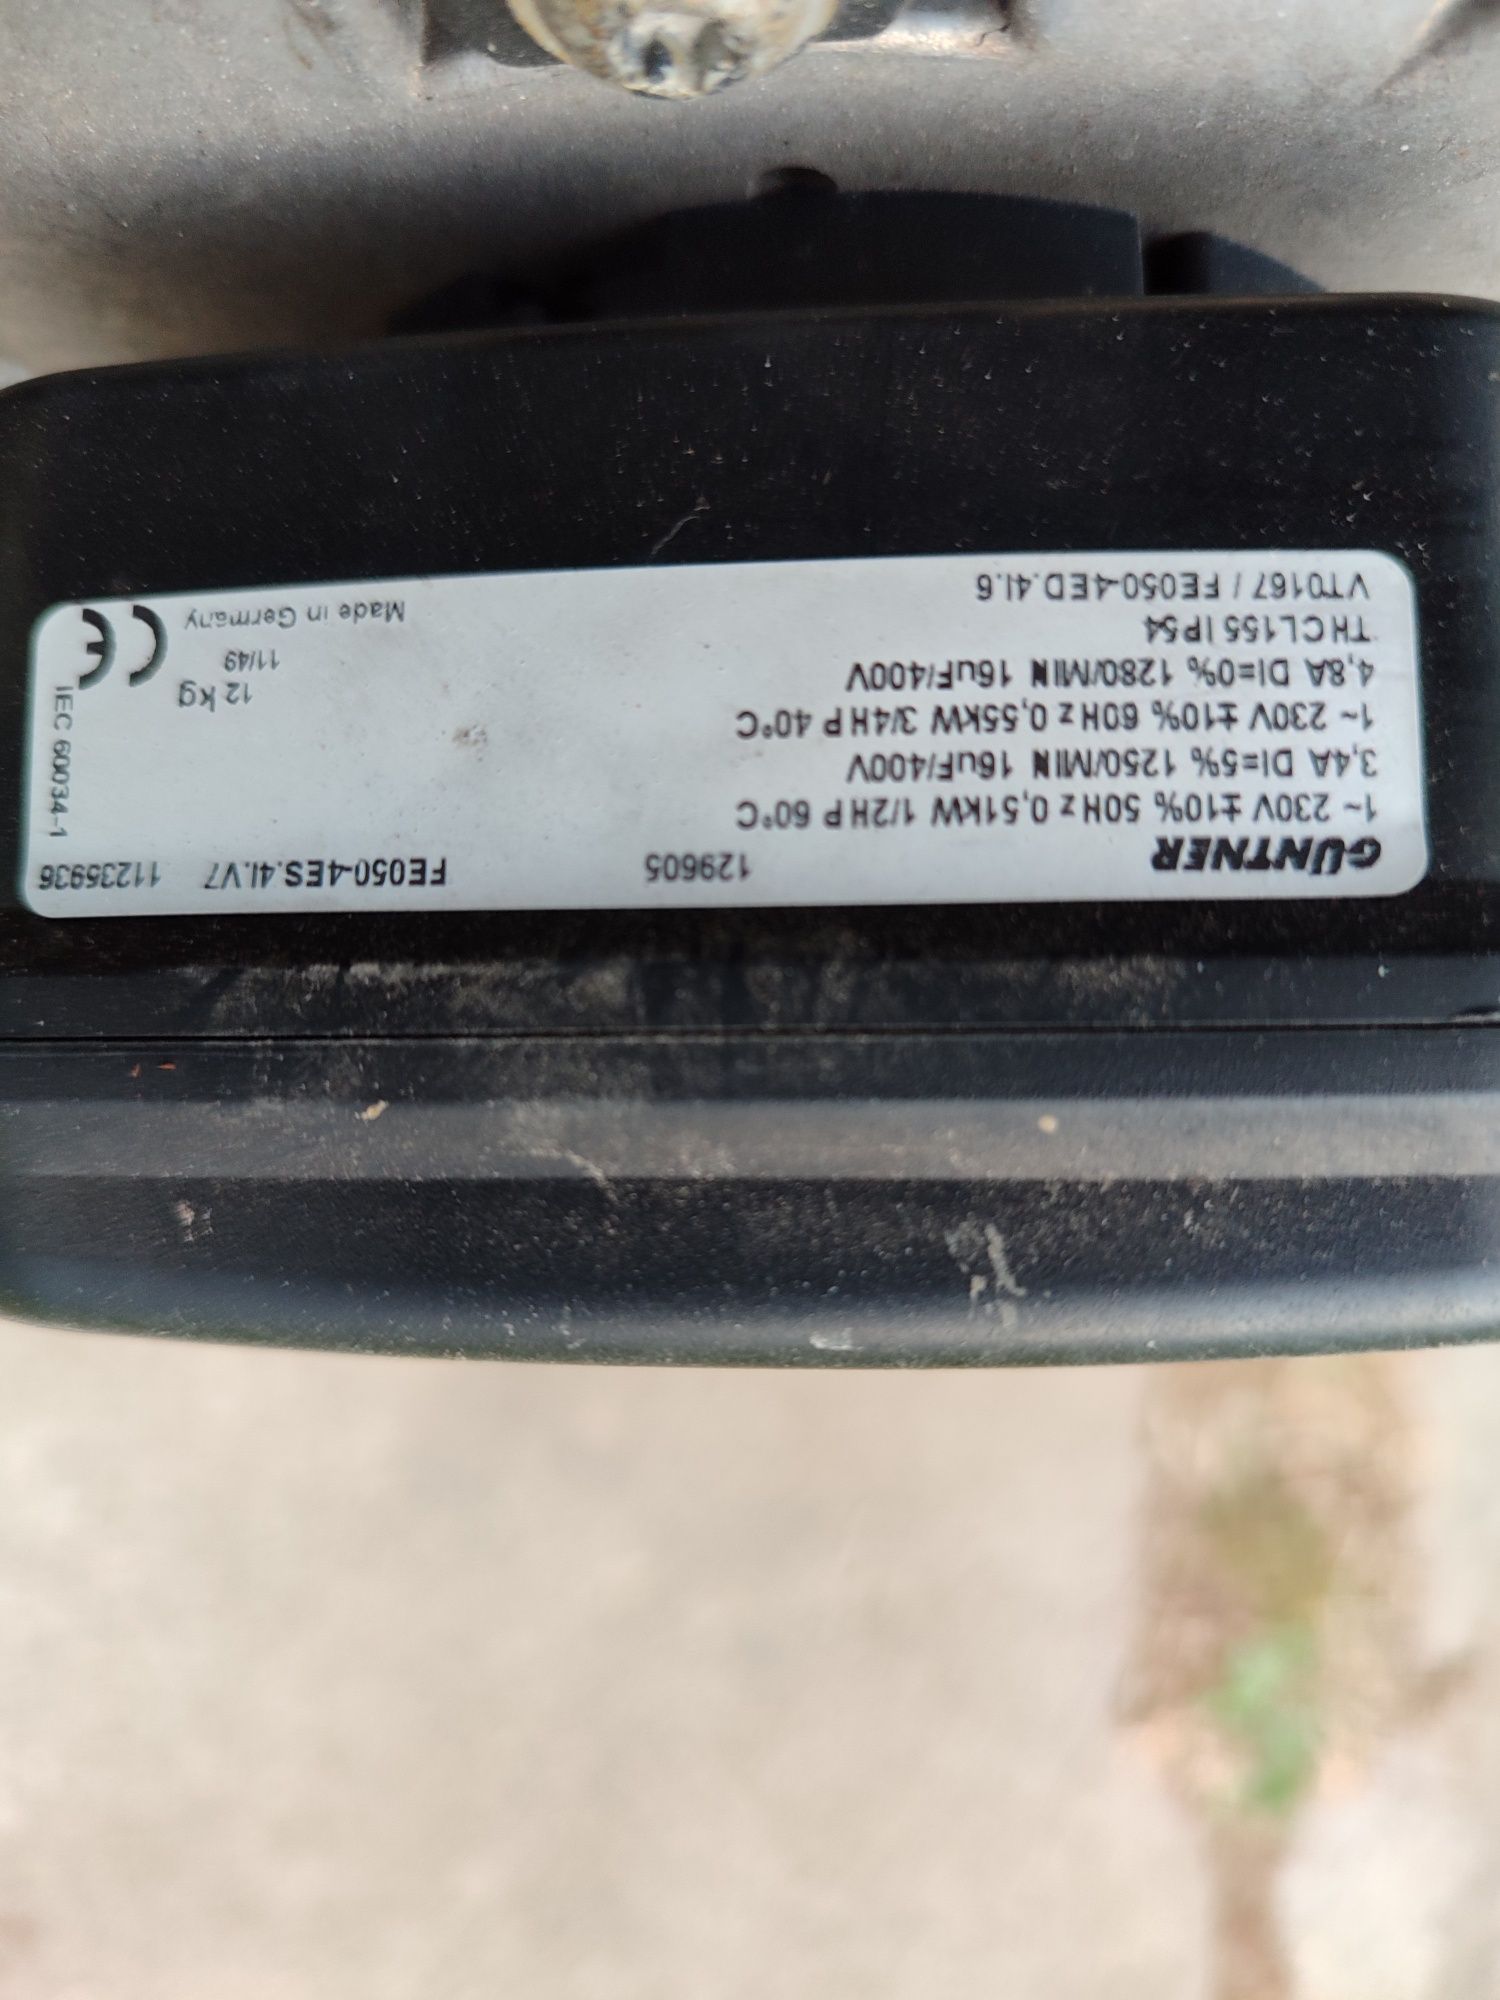 GÜNTNER 129605 FE050-4ES.4I.V7 11235936
1~ 230V ±10% 50Hz 0,51KW 1/2HP 60°C
3,4A DI=5% 1250/MIN 16uF/400V
1~ 230V ±10% 60Hz 0,55KW 3/4HP 40°C
4,8A DI=0% 1280/MIN 16uF/400V
THCL155 IP54
VT0167 / FE050-4ED.4I.6
IEC 60034-1
12 kg
11/49
Made in Germany
CE